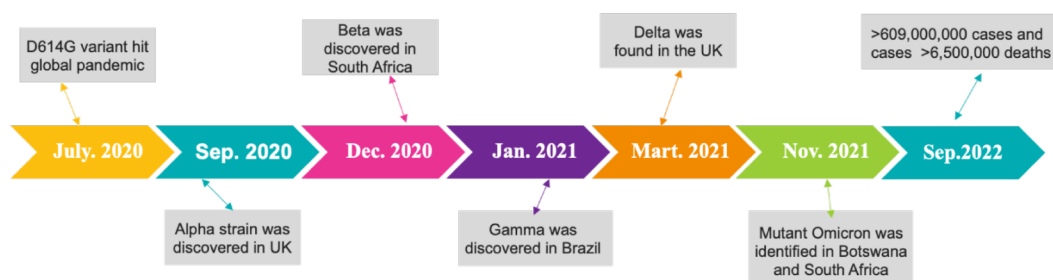 D614G variant hit
global pandemic
Beta was
discovered in
South Africa
Delta was
found in the UK
>609,000,000 cases and
cases >6,500,000 deaths
July. 2020
Sep. 2020
Dec. 2020
Jan. 2021
Mart. 2021
Nov. 2021
Sep.2022
Alpha strain was
discovered in UK
Gamma was
discovered in Brazil
Mutant Omicron was
identified in Botswana
and South Africa